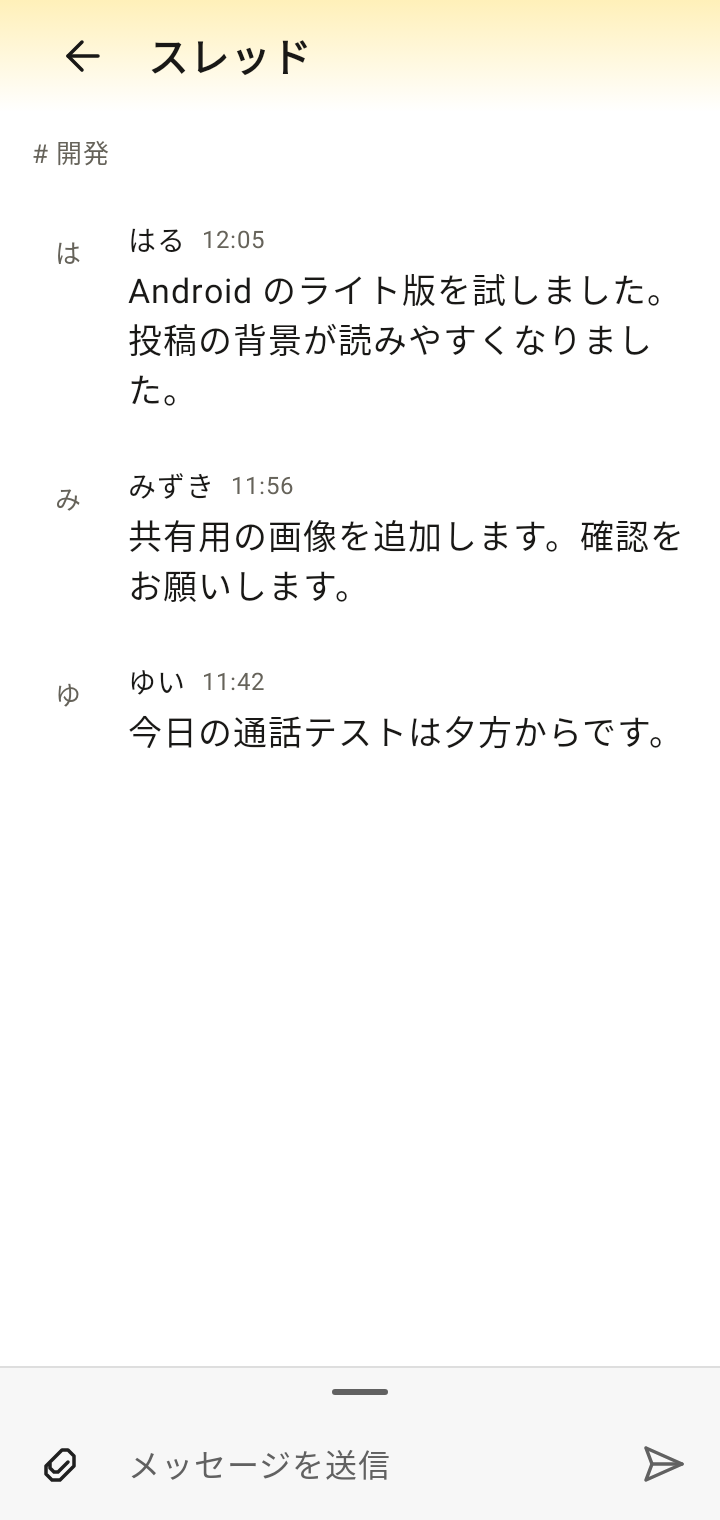 スレッド
# 開発
は
はる 12:05
Android のライト版を試しました。
投稿の背景が読みやすくなりまし
た。
み
みずき 11:56
共有用の画像を追加します。確認を
お願いします。
ゆ
ゆい 11:42
今日の通話テストは夕方からです。
メッセージを送信